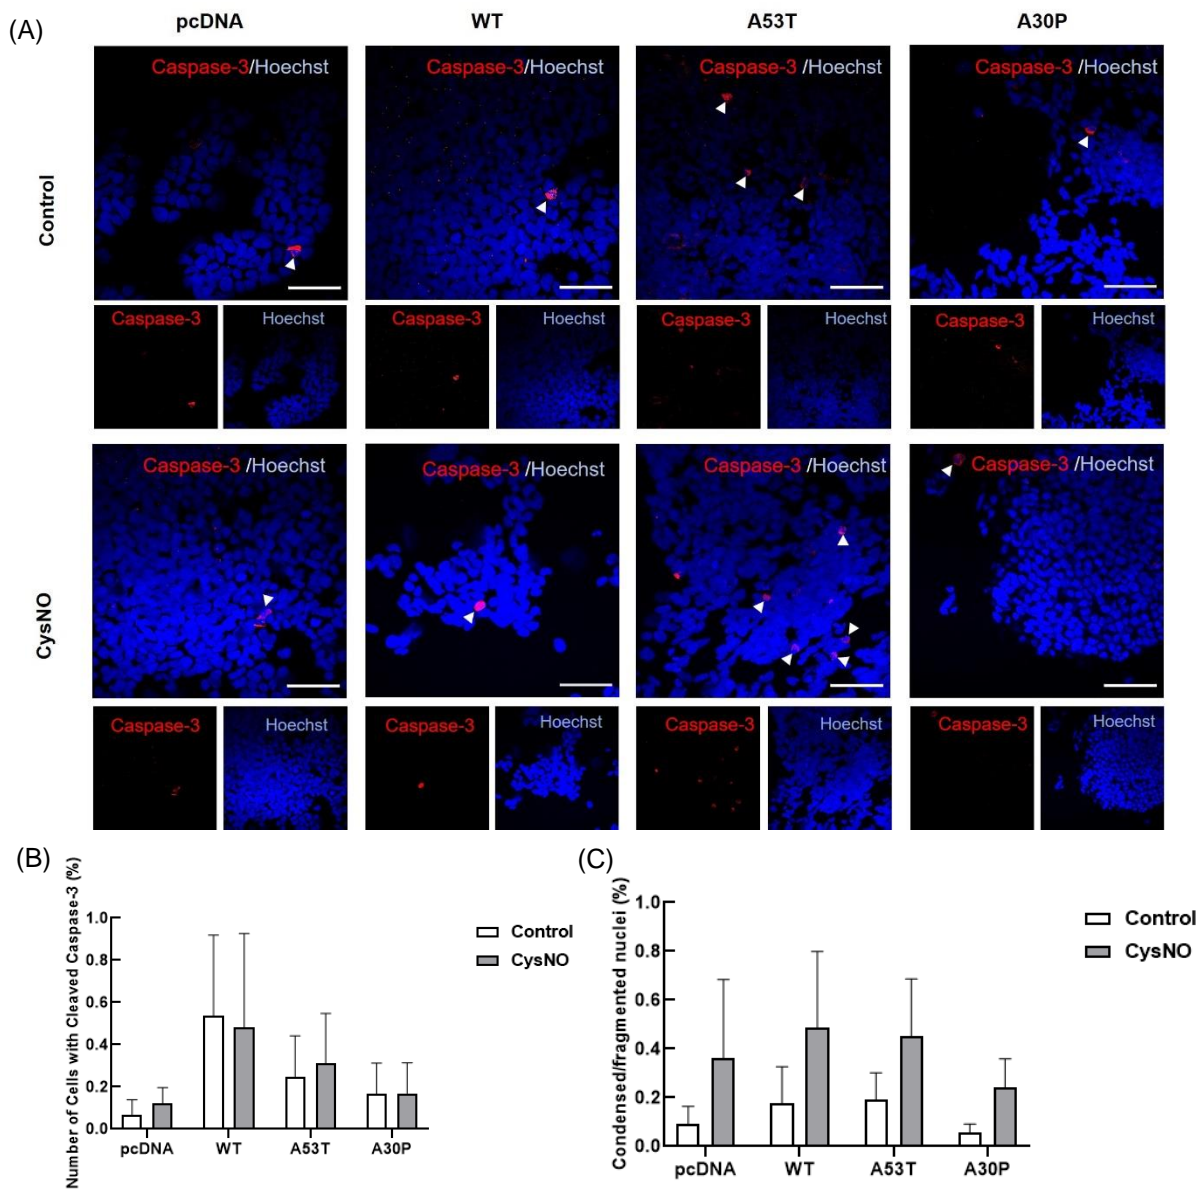 (A)
pcDNA WT A53T A30P
Control
Caspase-3/Hoechst Caspase-3/Hoechst Caspase-3 /Hoechst Caspase-3 /Hoechst
Caspase-3 Hoechst Caspase-3 Hoechst Caspase-3 Hoechst Caspase-3 Hoechst
CysNO
Caspase-3 /Hoechst Caspase-3 /Hoechst Caspase-3 /Hoechst Caspase-3 /Hoechst
Caspase-3 Hoechst Caspase-3 Hoechst Caspase-3 Hoechst Caspase-3 Hoechst
(B)
Number of Cells with Cleaved Caspase-3 (%)
1.0
0.8
0.6
0.4
0.2
0.0
pcDNA WT A53T A30P
Control
CysNO
(C)
Condensed/fragmented nuclei (%)
1.0
0.8
0.6
0.4
0.2
0.0
pcDNA WT A53T A30P
Control
CysNO